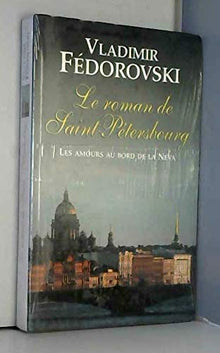 VLADIMIR
FÉDOROVSKI
Le roman de
Saint-Pétersbourg
LES AMOURS AU BORD DE LA NEVA